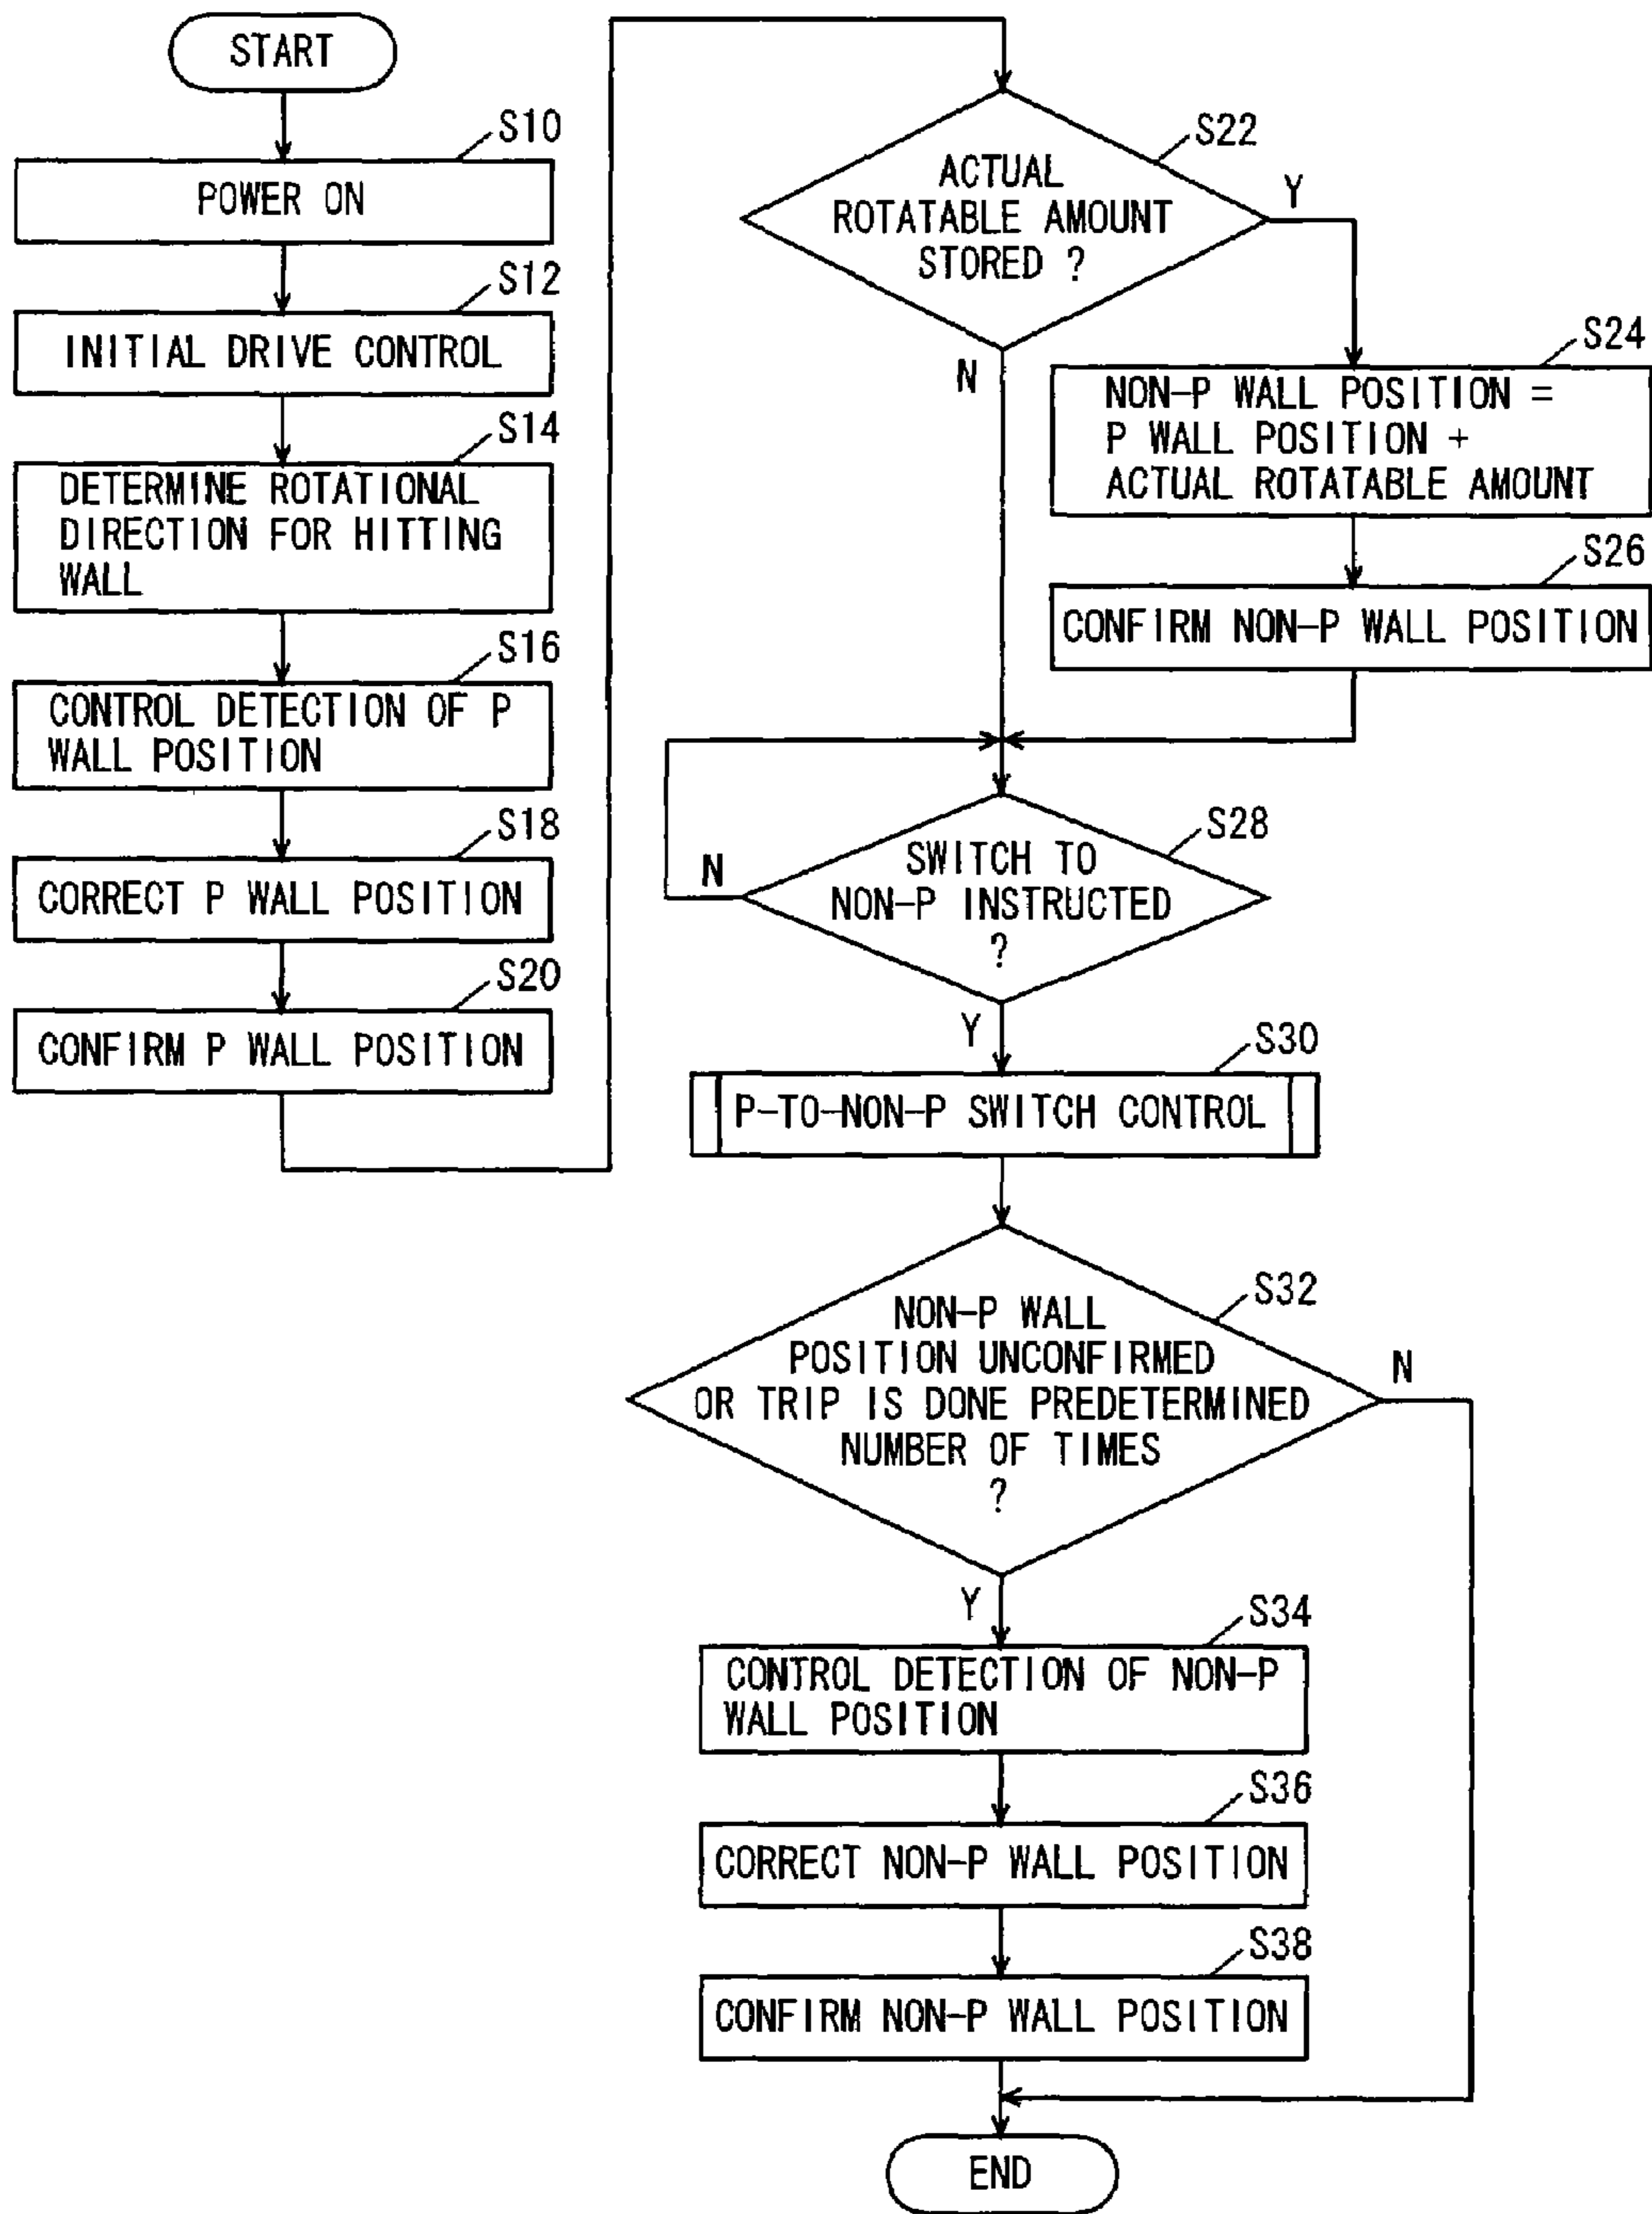 START
S10
POWER ON
S12
INITIAL DRIVE CONTROL
S14
DETERMINE ROTATIONAL
DIRECTION FOR HITTING
WALL
S16
CONTROL DETECTION OF P
WALL POSITION
S18
CORRECT P WALL POSITION
S20
CONFIRM P WALL POSITION
S22
ACTUAL
ROTATABLE AMOUNT
STORED ?
Y
N
S24
NON-P WALL POSITION =
P WALL POSITION +
ACTUAL ROTATABLE AMOUNT
S26
CONFIRM NON-P WALL POSITION
S28
SWITCH TO
NON-P INSTRUCTED
?
N
Y
S30
P-TO-NON-P SWITCH CONTROL
S32
NON-P WALL
POSITION UNCONFIRMED
OR TRIP IS DONE PREDETERMINED
NUMBER OF TIMES
?
N
Y
S34
CONTROL DETECTION OF NON-P
WALL POSITION
S36
CORRECT NON-P WALL POSITION
S38
CONFIRM NON-P WALL POSITION
END